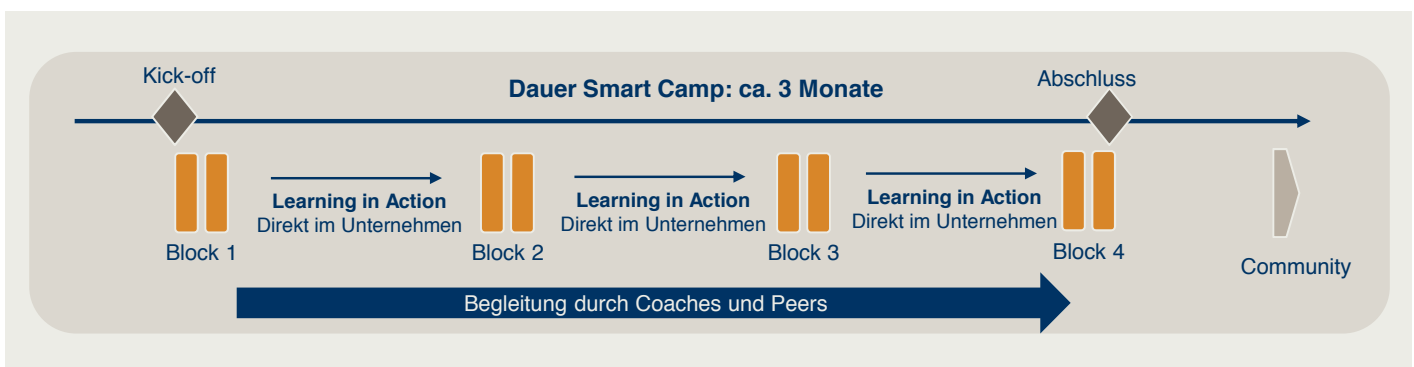 Kick-off
Dauer Smart Camp: ca. 3 Monate
Abschluss
Learning in Action
Direkt im Unternehmen
Learning in Action
Direkt im Unternehmen
Learning in Action
Direkt im Unternehmen
Block 1
Block 2
Block 3
Block 4
Community
Begleitung durch Coaches und Peers